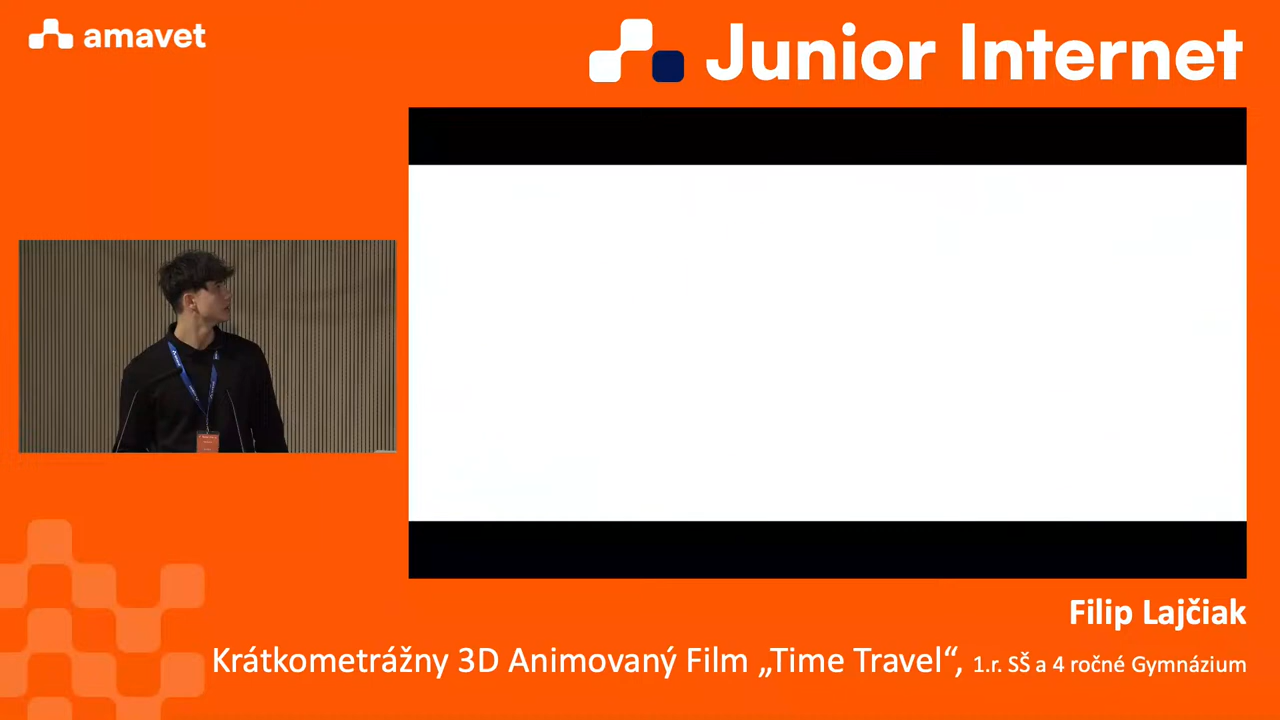 amavet
Junior Internet
Filip Lajčiak
Krátkometrážny 3D Animovaný Film „Time Travel“, 1.r. SŠ a 4 ročné Gymnázium